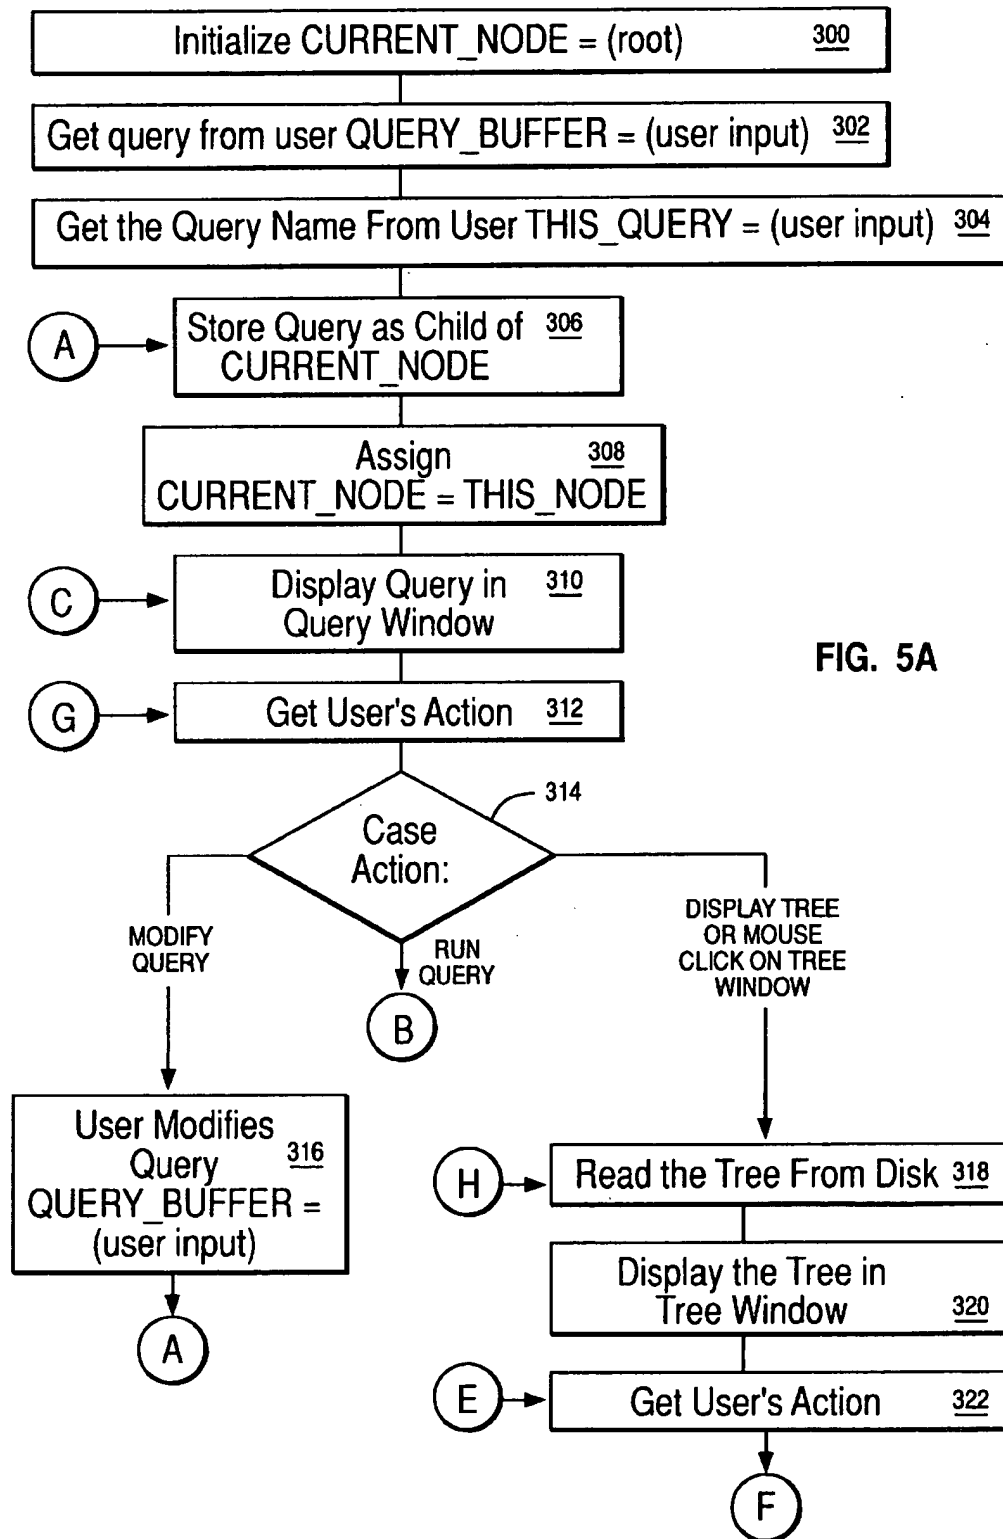 Initialize CURRENT_NODE = (root) 300
Get query from user QUERY_BUFFER = (user input) 302
Get the Query Name From User THIS_QUERY = (user input) 304
A
Store Query as Child of 306
CURRENT_NODE
Assign 308
CURRENT_NODE = THIS_NODE
C
Display Query in 310
Query Window
FIG. 5A
G
Get User's Action 312
314
Case
Action:
MODIFY
QUERY
RUN
QUERY
DISPLAY TREE
OR MOUSE
CLICK ON TREE
WINDOW
B
User Modifies
Query 316
QUERY_BUFFER =
(user input)
A
H
Read the Tree From Disk 318
Display the Tree in
Tree Window 320
E
Get User's Action 322
F